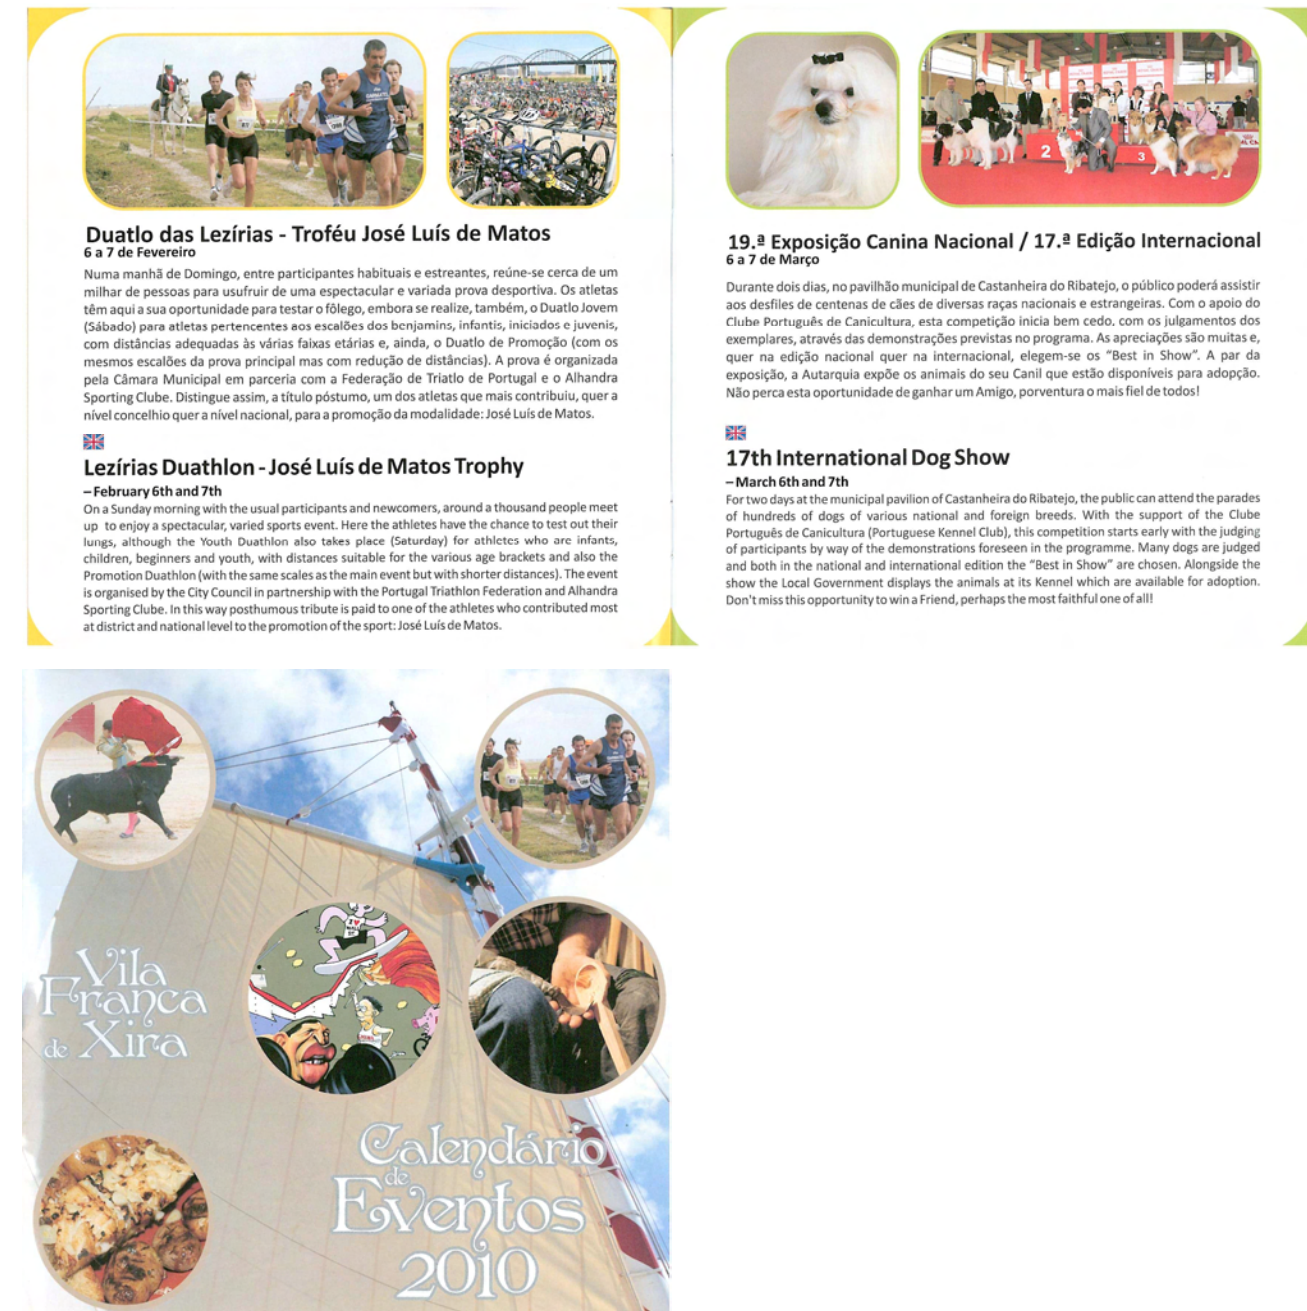 Duatlo das Lezírias - Troféu José Luís de Matos
6 a 7 de Fevereiro
Numa manhã de Domingo, entre participantes habituais e estreantes, reúne-se cerca de um
milhar de pessoas para usufruir de uma espectacular e variada prova desportiva. Os atletas
têm aqui a sua oportunidade para testar o fôlego, embora se realize, também, o Duatlo Jovem
(Sábado) para atletas pertencentes aos escalões dos benjamins, infantis, iniciados e juvenis,
com distâncias adequadas às várias faixas etárias e, ainda, o Duatlo de Promoção (com os
mesmos escalões da prova principal mas com redução de distâncias). A prova é organizada
pela Câmara Municipal em parceria com a Federação de Triatlo de Portugal e o Alhandra
Sporting Clube. Distingue assim, a título póstumo, um dos atletas que mais contribuiu, quer a
nível concelhio quer a nível nacional, para a promoção da modalidade: José Luís de Matos.
Lezírias Duathlon - José Luís de Matos Trophy
– February 6th and 7th
On a Sunday morning with the usual participants and newcomers, around a thousand people meet
up to enjoy a spectacular, varied sports event. Here the athletes have the chance to test out their
lungs, although the Youth Duathlon also takes place (Saturday) for athletes who are infants,
children, beginners and youth, with distances suitable for the various age brackets and also the
Promotion Duathlon (with the same scales as the main event but with shorter distances). The event
is organised by the City Council in partnership with the Portugal Triathlon Federation and Alhandra
Sporting Clube. In this way posthumous tribute is paid to one of the athletes who contributed most
at district and national level to the promotion of the sport: José Luís de Matos.
2
3
19.ª Exposição Canina Nacional / 17.ª Edição Internacional
6 a 7 de Março
Durante dois dias, no pavilhão municipal de Castanheira do Ribatejo, o público poderá assistir
aos desfiles de centenas de cães de diversas raças nacionais e estrangeiras. Com o apoio do
Clube Português de Canicultura, esta competição inicia bem cedo, com os julgamentos dos
exemplares, através das demonstrações previstas no programa. As apreciações são muitas e,
quer na edição nacional quer na internacional, elegem-se os "Best in Show". A par da
exposição, a Autarquia expõe os animais do seu Canil que estão disponíveis para adopção.
Não perca esta oportunidade de ganhar um Amigo, porventura o mais fiel de todos!
17th International Dog Show
– March 6th and 7th
For two days at the municipal pavilion of Castanheira do Ribatejo, the public can attend the parades
of hundreds of dogs of various national and foreign breeds. With the support of the Clube
Português de Canicultura (Portuguese Kennel Club), this competition starts early with the judging
of participants by way of the demonstrations foreseen in the programme. Many dogs are judged
and both in the national and international edition the "Best in Show" are chosen. Alongside the
show the Local Government displays the animals at its Kennel which are available for adoption.
Don't miss this opportunity to win a Friend, perhaps the most faithful one of all!
Vila
Franca
de Xira
Calendário
de
Eventos
2010